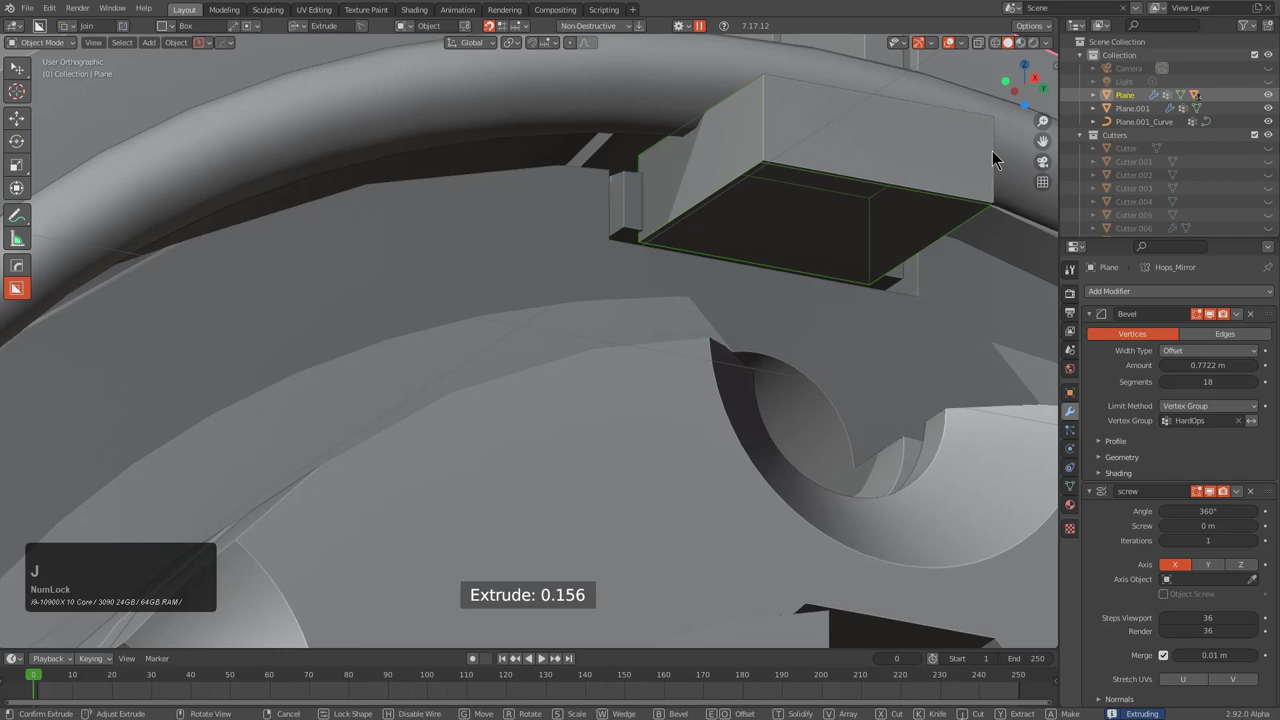 File Edit Render Window Help Layout Modeling Sculpting UV Editing Texture Paint Shading Animation Rendering Compositing Scripting + Scene View Layer
Join Box Extrude Object Non-Destructive 7.17.12 Options
Object Mode View Select Add Object Global
User Orthographic
(0) Collection | Plane
Scene Collection
Collection
Camera
Light
Plane
Plane.001
Plane.001_Curve
Cutters
Cutter
Cutter.001
Cutter.002
Cutter.003
Cutter.004
Cutter.005
Cutter.006
Z
X
Y
Plane Hops_Mirror
Add Modifier
Bevel
Vertices Edges
Width Type Offset
Amount 0.7722 m
Segments 18
Limit Method Vertex Group
Vertex Group HardOps
Profile
Geometry
Shading
screw
Angle 360°
Screw 0 m
Iterations 1
Axis X Y Z
Axis Object
Object Screw
Steps Viewport 36
Render 36
Merge 0.01 m
Stretch UVs U V
Normals
J
NumLock
i9-10900X 10 Core / 3090 24GB / 64GB RAM /
Extrude: 0.156
Playback Keying View Marker 0 Start 1 End 250
0 10 20 30 40 50 60 70 80 90 100 110 120 130 140 150 160 170 180 190 200 210 220 230 240 250
Confirm Extrude Adjust Extrude Rotate View Cancel Lock Shape H Disable Wire G Move R Rotate S Scale W Wedge B Bevel O Offset T Solidify V Array X Cut K Knife J Cut Y Extract A Make Extruding 2.92.0 Alpha